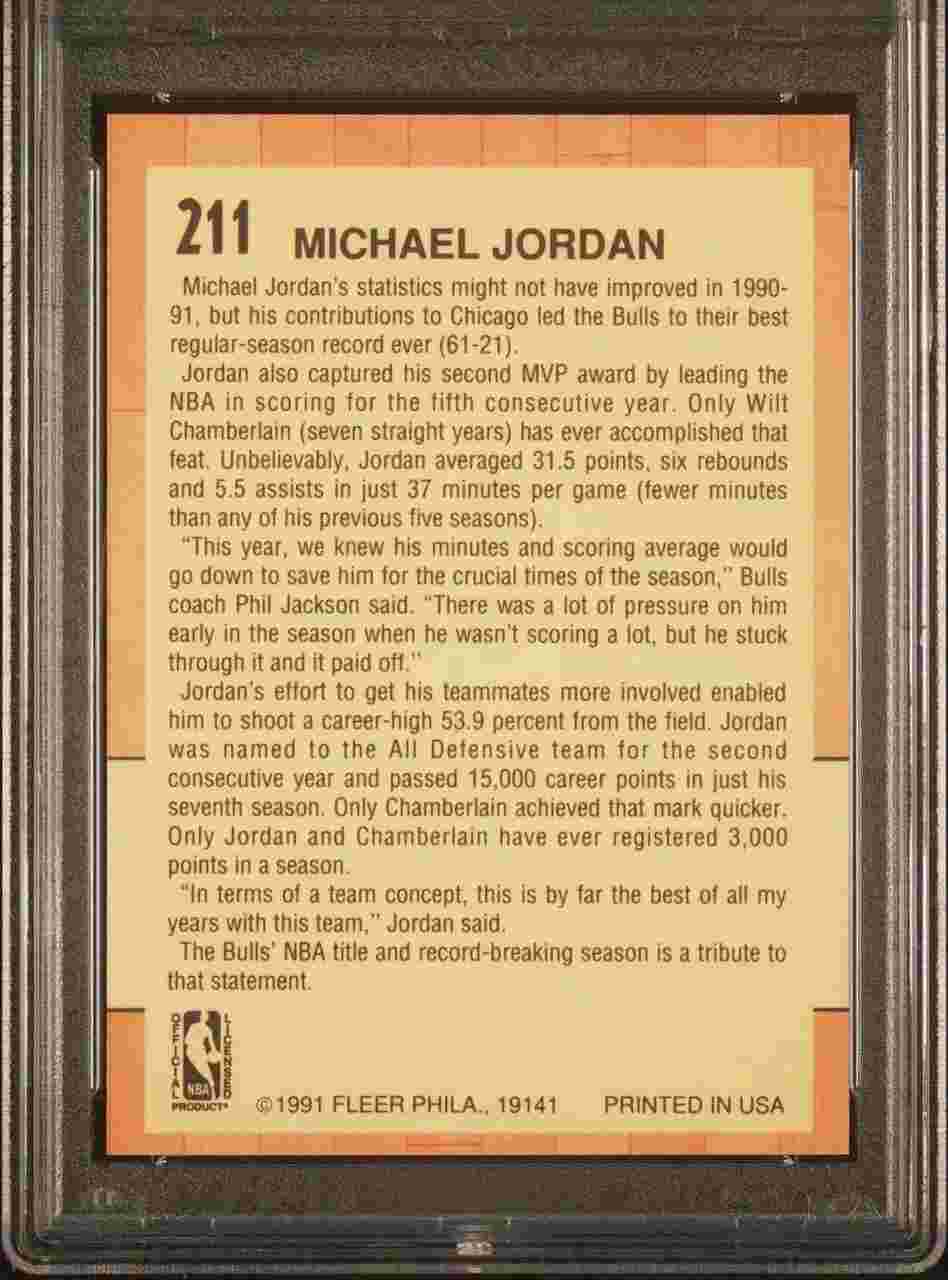 211 MICHAEL JORDAN
Michael Jordan's statistics might not have improved in 1990-
91, but his contributions to Chicago led the Bulls to their best
regular-season record ever (61-21).
Jordan also captured his second MVP award by leading the
NBA in scoring for the fifth consecutive year. Only Wilt
Chamberlain (seven straight years) has ever accomplished that
feat. Unbelievably, Jordan averaged 31.5 points, six rebounds
and 5.5 assists in just 37 minutes per game (fewer minutes
than any of his previous five seasons).
"This year, we knew his minutes and scoring average would
go down to save him for the crucial times of the season," Bulls
coach Phil Jackson said. "There was a lot of pressure on him
early in the season when he wasn't scoring a lot, but he stuck
through it and it paid off."
Jordan's effort to get his teammates more involved enabled
him to shoot a career-high 53.9 percent from the field. Jordan
was named to the All Defensive team for the second
consecutive year and passed 15,000 career points in just his
seventh season. Only Chamberlain achieved that mark quicker.
Only Jordan and Chamberlain have ever registered 3,000
points in a season.
"In terms of a team concept, this is by far the best of all my
years with this team," Jordan said.
The Bulls' NBA title and record-breaking season is a tribute to
that statement.
OFFICIAL NBA LICENSED
PRODUCT®
©1991 FLEER PHILA., 19141 PRINTED IN USA